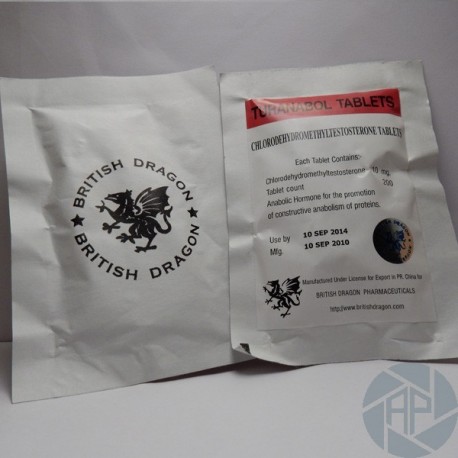 BRITISH DRAGON
BRITISH DRAGON
TURANABOL TABLETS
CHLORODEHYDROMETHYLTESTOSTERONE TABLETS
Each Tablet Contains:-
Chlorodehydromethyltestosterone 10 mg.
Tablet count 200
Anabolic Hormone for the promotion
of constructive anabolism of proteins.
Use by 10 SEP 2014
Mfg. 10 SEP 2010
Manufactured Under License for Export in PR, China for
BRITISH DRAGON PHARMACEUTICALS
http://www.britishdragon.com
AP